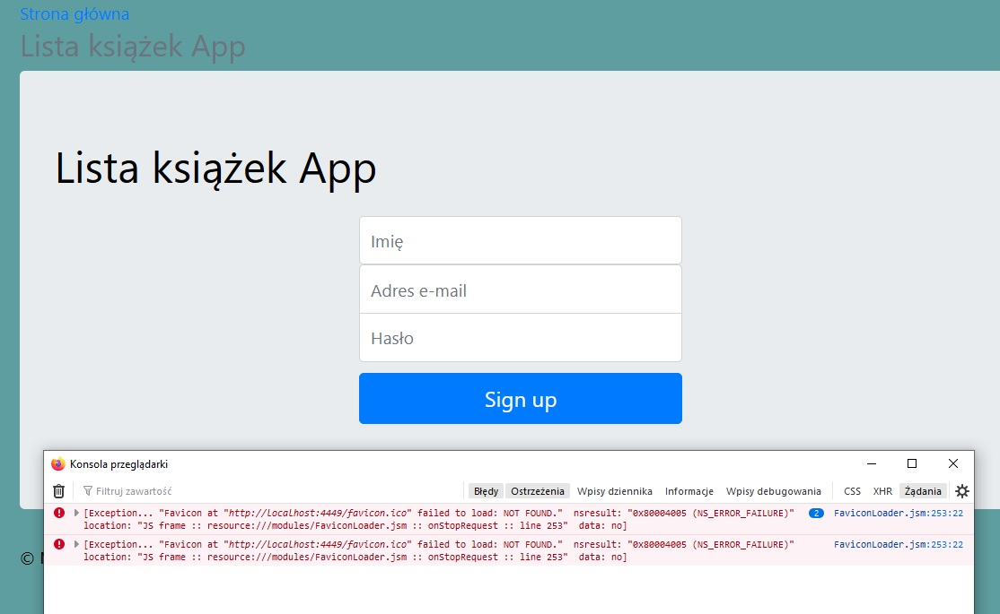 Strona główna
Lista książek App
Lista książek App
Imię
Adres e-mail
Hasło
Sign up
Konsola przeglądarki
Filtruj zawartość Błędy Ostrzeżenia Wpisy dziennika Informacje Wpisy debugowania CSS XHR Żądania
[Exception... "Favicon at "http://localhost:4449/favicon.ico" failed to load: NOT FOUND." nsresult: "0x80004005 (NS_ERROR_FAILURE)" 2 FaviconLoader.jsm:253:22
location: "JS frame :: resource:///modules/FaviconLoader.jsm :: onStopRequest :: line 253" data: no]
[Exception... "Favicon at "http://localhost:4449/favicon.ico" failed to load: NOT FOUND." nsresult: "0x80004005 (NS_ERROR_FAILURE)" FaviconLoader.jsm:253:22
location: "JS frame :: resource:///modules/FaviconLoader.jsm :: onStopRequest :: line 253" data: no]
©